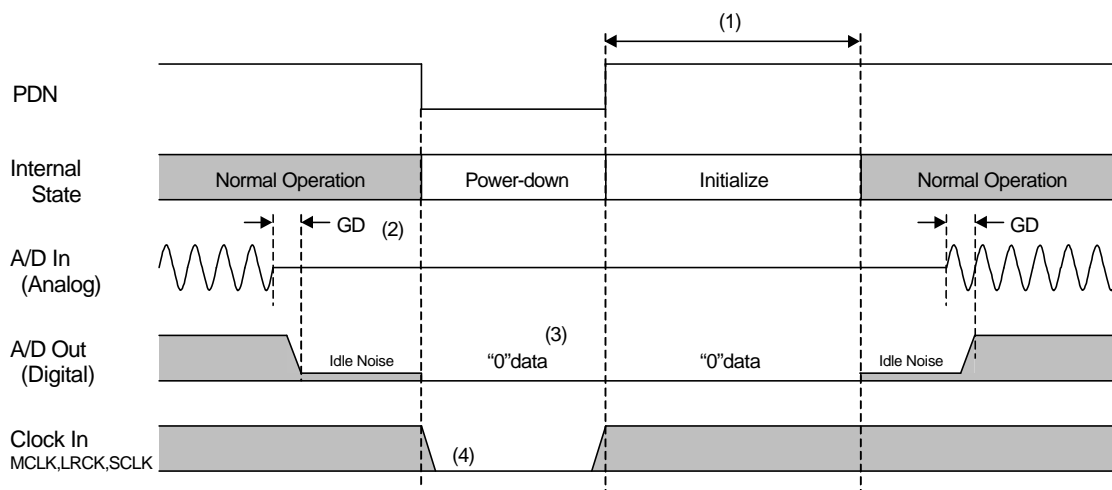 (1)
PDN
Internal
State
Normal Operation
Power-down
Initialize
Normal Operation
GD
(2)
GD
A/D In
(Analog)
A/D Out
(Digital)
Idle Noise
(3)
“0”data
“0”data
Idle Noise
Clock In
MCLK,LRCK,SCLK
(4)